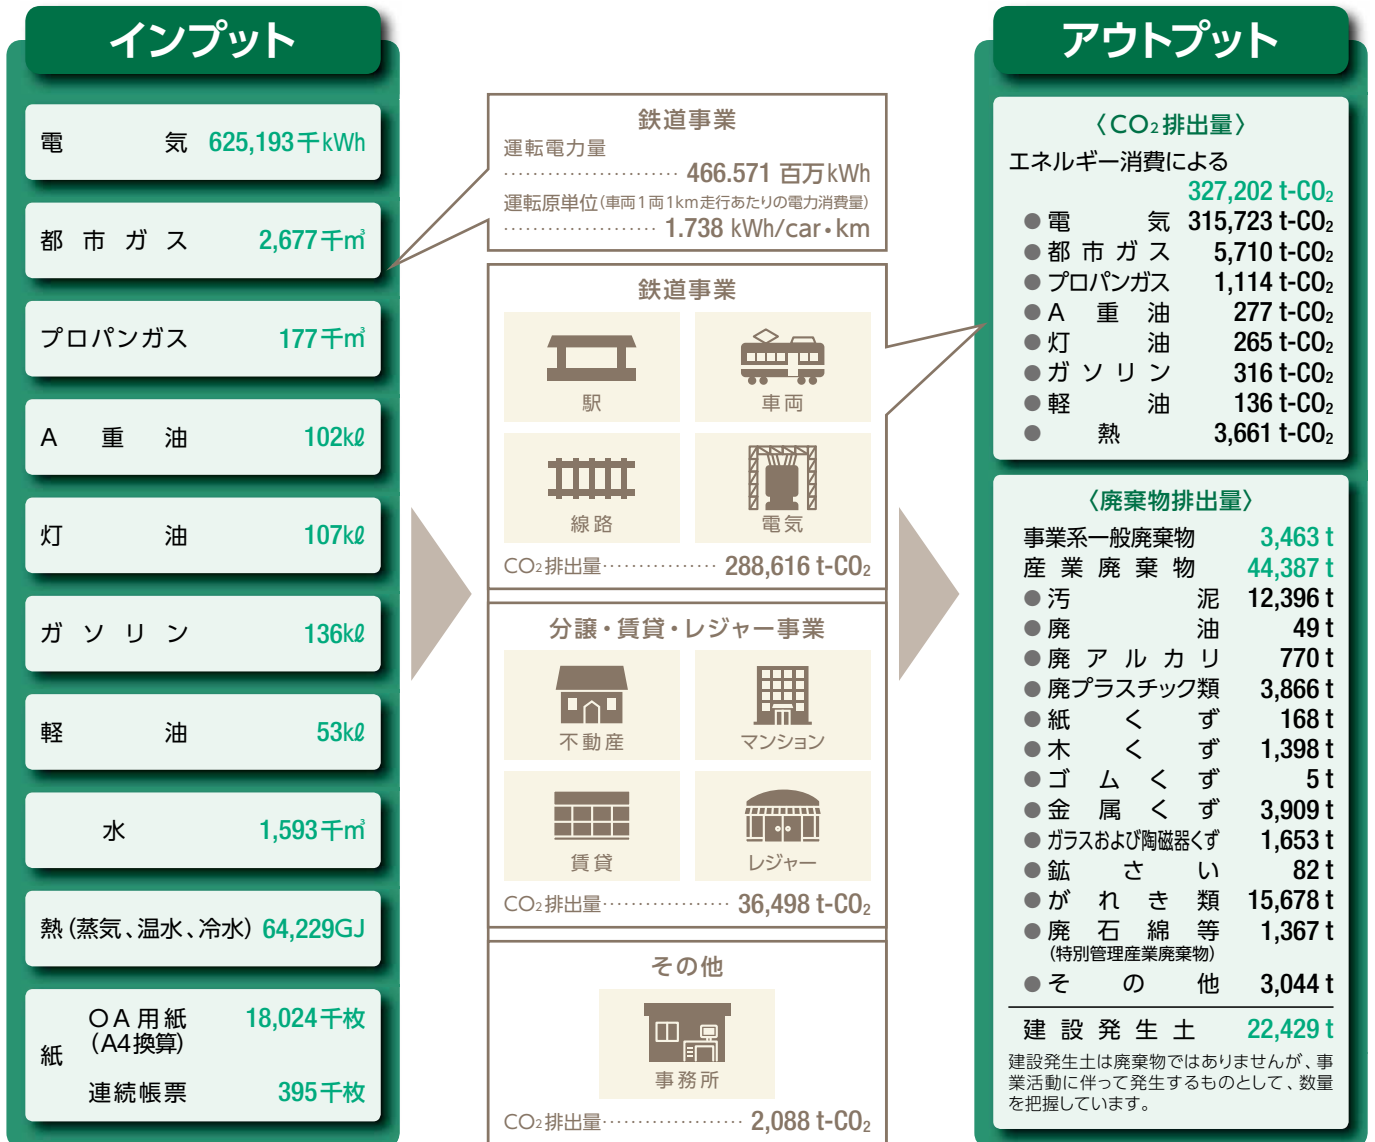 インプット
電気 625,193千kWh
都市ガス 2,677千㎥
プロパンガス 177千㎥
A重油 102kℓ
灯油 107kℓ
ガソリン 136kℓ
軽油 53kℓ
水 1,593千㎥
熱(蒸気、温水、冷水) 64,229GJ
紙
OA用紙 18,024千枚
(A4換算)
連続帳票 395千枚
鉄道事業
運転電力量
…………………… 466.571 百万kWh
運転原単位(車両1両1km走行あたりの電力消費量)
………………… 1.738 kWh/car・km
鉄道事業
駅
車両
線路
電気
CO₂排出量…………… 288,616 t-CO₂
分譲・賃貸・レジャー事業
不動産
マンション
賃貸
レジャー
CO₂排出量……………… 36,498 t-CO₂
その他
事務所
CO₂排出量……………… 2,088 t-CO₂
アウトプット
〈CO₂排出量〉
エネルギー消費による
327,202 t-CO₂
●電気 315,723 t-CO₂
●都市ガス 5,710 t-CO₂
●プロパンガス 1,114 t-CO₂
●A重油 277 t-CO₂
●灯油 265 t-CO₂
●ガソリン 316 t-CO₂
●軽油 136 t-CO₂
●熱 3,661 t-CO₂
〈廃棄物排出量〉
事業系一般廃棄物 3,463 t
産業廃棄物 44,387 t
●汚泥 12,396 t
●廃油 49 t
●廃アルカリ 770 t
●廃プラスチック類 3,866 t
●紙くず 168 t
●木くず 1,398 t
●ゴムくず 5 t
●金属くず 3,909 t
●ガラスおよび陶磁器くず 1,653 t
●鉱さい 82 t
●がれき類 15,678 t
●廃石綿等 1,367 t
(特別管理産業廃棄物)
●その他 3,044 t
建設発生土 22,429 t
建設発生土は廃棄物ではありませんが、事
業活動に伴って発生するものとして、数量
を把握しています。